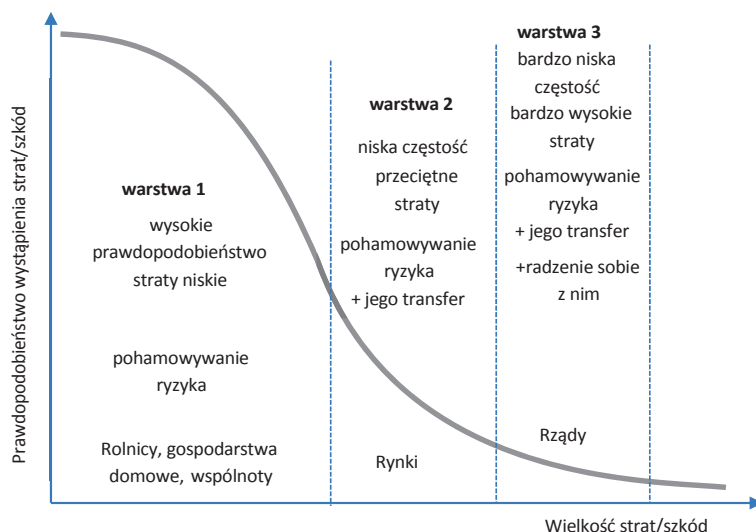 Prawdopodobieństwo wystąpienia strat/szkód
warstwa 1
wysokie
prawdopodobieństwo
straty niskie
pohamowywanie
ryzyka
Rolnicy, gospodarstwa
domowe, wspólnoty
warstwa 2
niska częstość
przeciętne
straty
pohamowywanie
ryzyka
+ jego transfer
Rynki
warstwa 3
bardzo niska
częstość
bardzo wysokie
straty
pohamowywanie
ryzyka
+ jego transfer
+radzenie sobie
z nim
Rządy
Wielkość strat/szkód